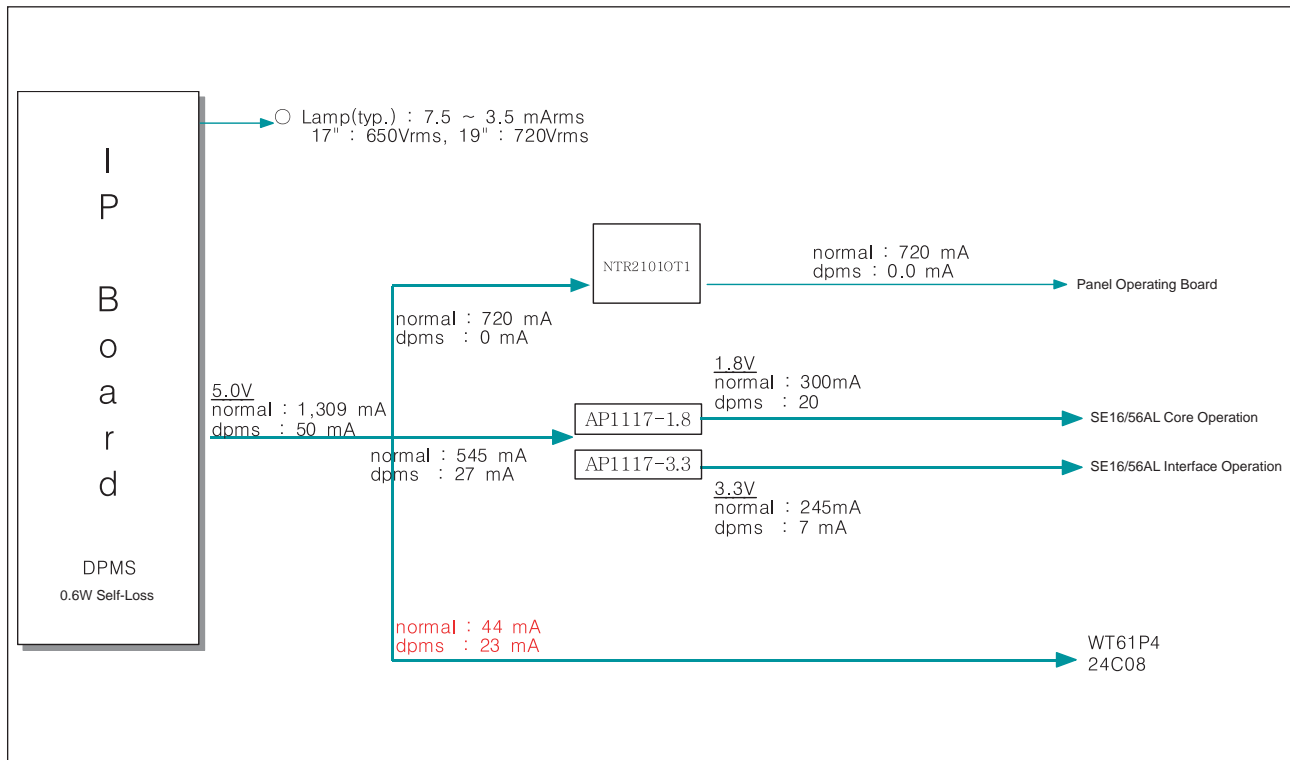 I
P
B
o
a
r
d
DPMS
0.6W Self-Loss
○ Lamp(typ.) : 7.5 ~ 3.5 mArms
17" : 650Vrms, 19" : 720Vrms
5.0V
normal : 1,309 mA
dpms : 50 mA
normal : 720 mA
dpms : 0 mA
NTR2101OT1
normal : 720 mA
dpms : 0.0 mA
Panel Operating Board
normal : 545 mA
dpms : 27 mA
AP1117-1.8
AP1117-3.3
1.8V
normal : 300mA
dpms : 20
SE16/56AL Core Operation
SE16/56AL Interface Operation
3.3V
normal : 245mA
dpms : 7 mA
normal : 44 mA
dpms : 23 mA
WT61P4
24C08